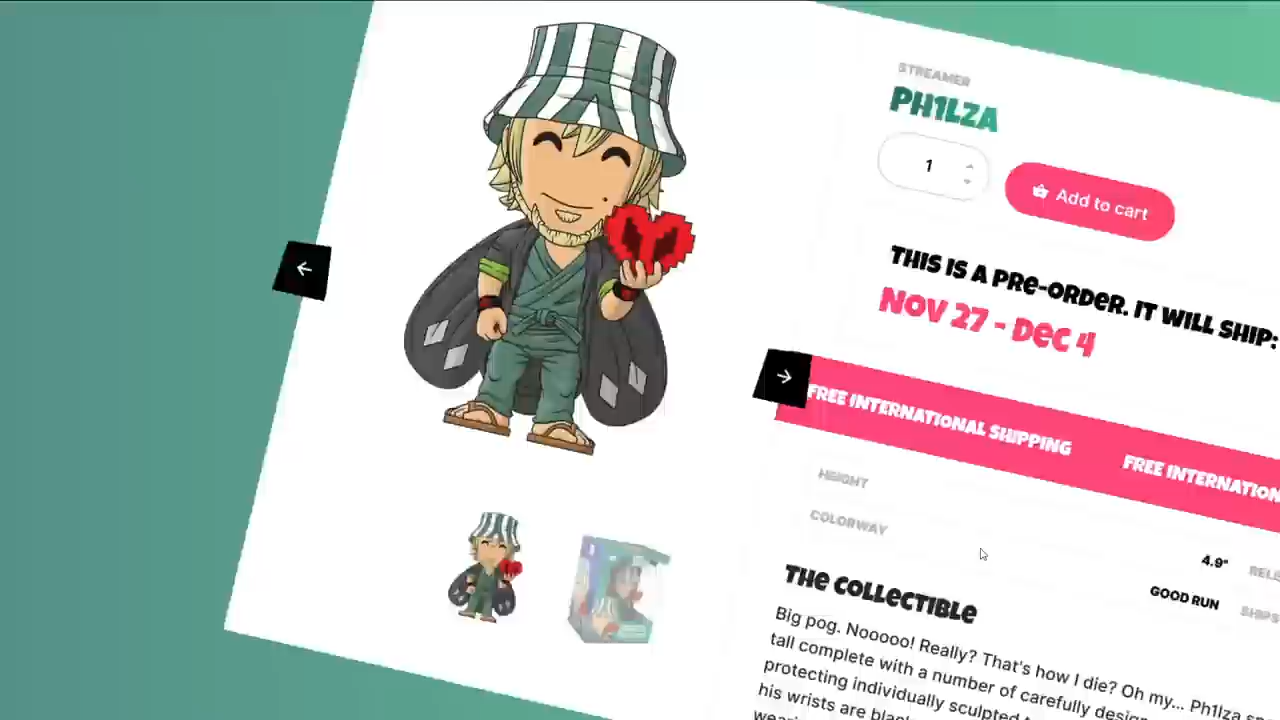 STREAMER
PH1LZA
1
Add to cart
THIS IS A PRE-ORDER. IT WILL SHIP:
NOV 27 - DEC 4
FREE INTERNATIONAL SHIPPING
FREE INTERNATION
HEIGHT
4.9"
COLORWAY
GOOD RUN
SHIPS
THE COLLECTIBLE
Big pog. Nooooo! Really? That's how I die? Oh my... Ph1lza
tall complete with a number of carefully
protecting individually sculpted
his wrists are